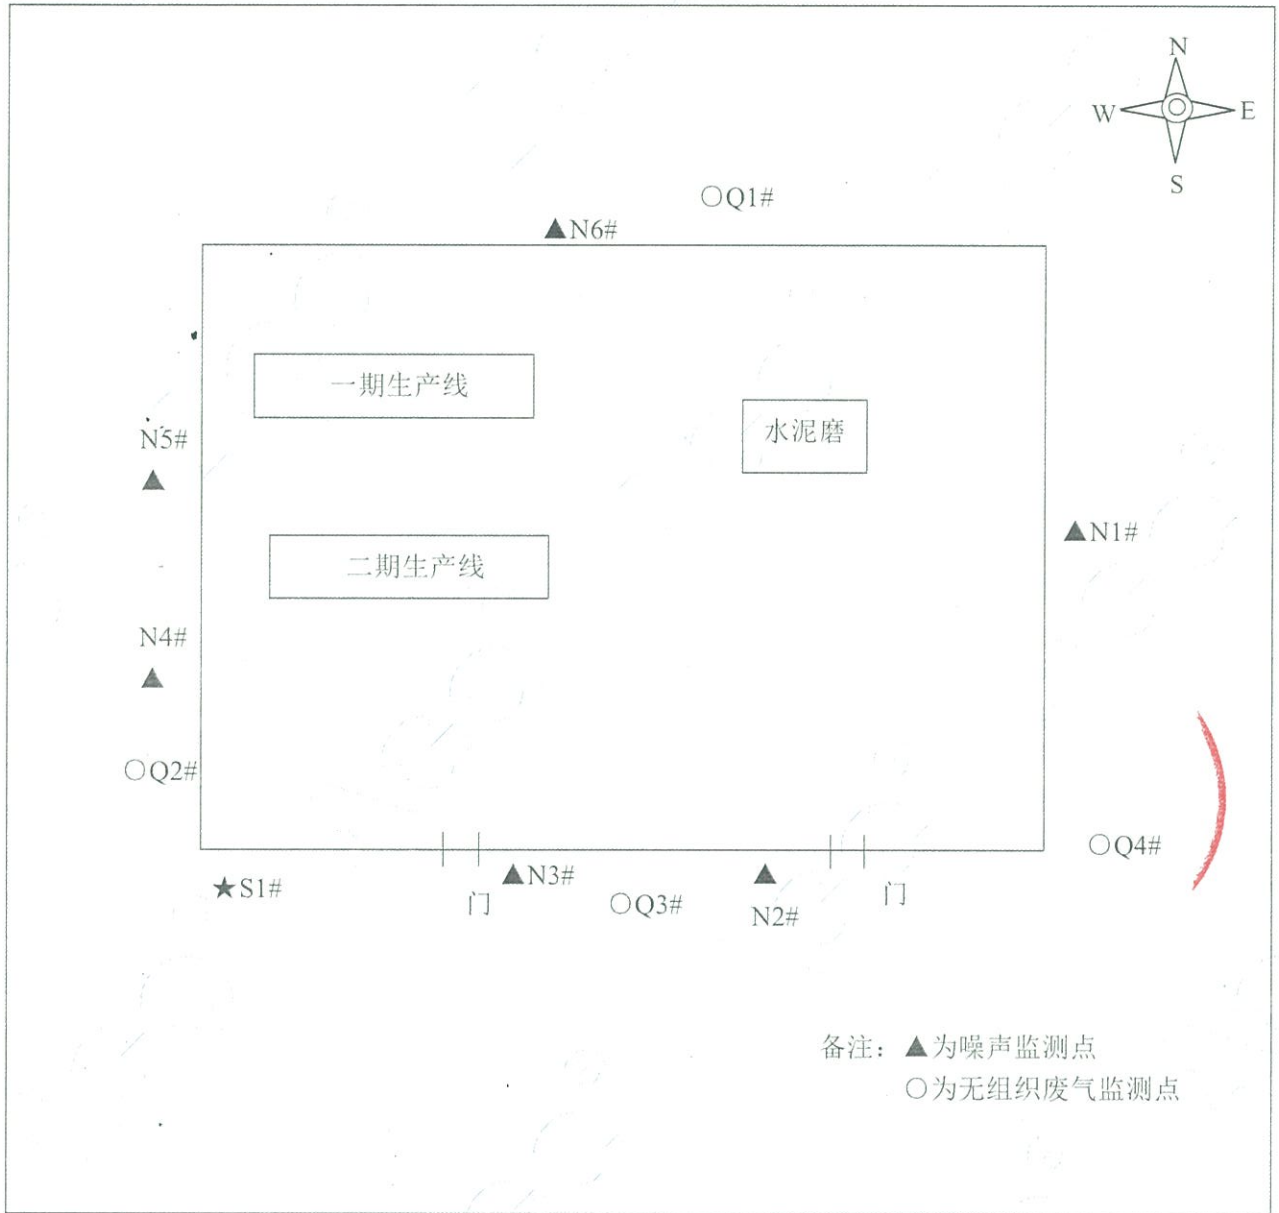 N
W E
S
○Q1#
▲N6#
一期生产线
水泥磨
N5#
▲
▲N1#
二期生产线
N4#
▲
○Q2#
○Q4#
★S1#
门
▲N3#
○Q3#
▲
N2#
门
备注：▲为噪声监测点
○为无组织废气监测点